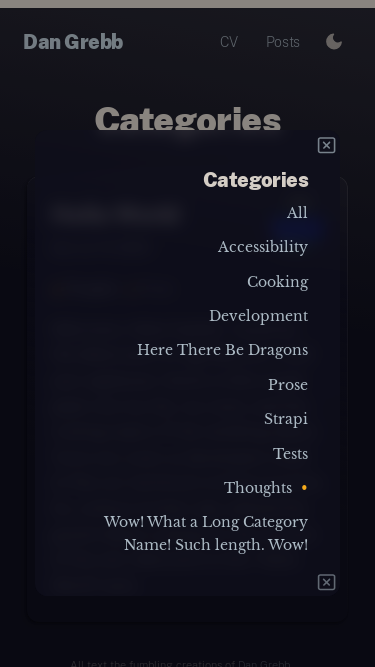 Dan Grebb
CV Posts
Categories
Categories
All
Accessibility
Cooking
Development
Here There Be Dragons
Prose
Strapi
Tests
Thoughts •
Wow! What a Long Category
Name! Such length. Wow!
All text the fumbling creations of Dan Grebb